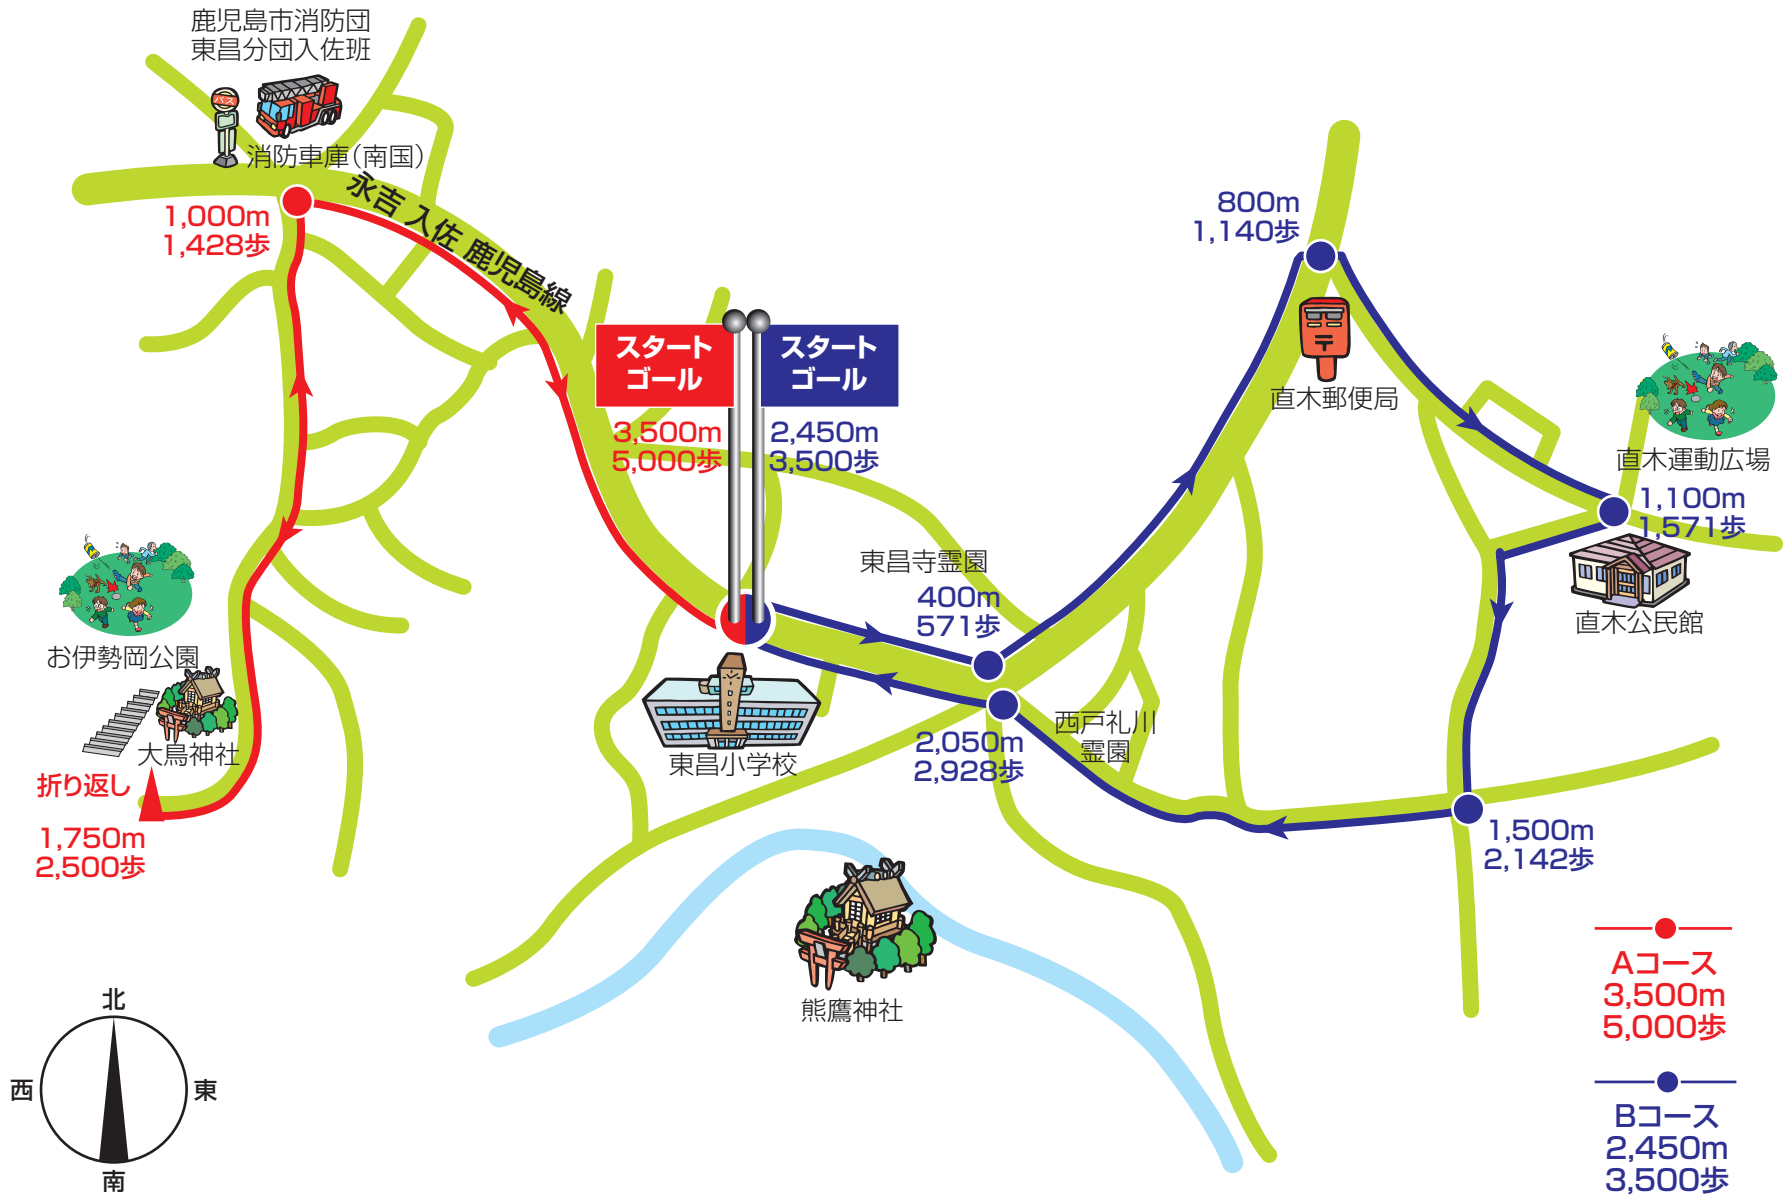 鹿児島市消防団
東昌分団入佐班
バス
消防車庫(南国)
永吉 入佐 鹿児島線
1,000m
1,428歩
スタート
ゴール
スタート
ゴール
3,500m
5,000歩
2,450m
3,500歩
800m
1,140歩
直木郵便局
直木運動広場
1,100m
1,571歩
直木公民館
東昌寺霊園
400m
571歩
お伊勢岡公園
大鳥神社
折り返し
1,750m
2,500歩
東昌小学校
2,050m
2,928歩
西戸礼川
霊園
1,500m
2,142歩
熊鷹神社
北
西
東
南
Aコース
3,500m
5,000歩
Bコース
2,450m
3,500歩